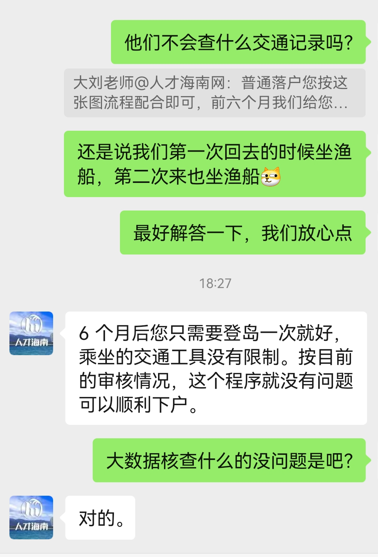 他们不会查什么交通记录吗?
大刘老师@人才海南网：普通落户您按这
张图流程配合即可，前六个月我们给您...
还是说我们第一次回去的时候坐渔
船，第二次来也坐渔船
最好解答一下，我们放心点
18:27
6 个月后您只需要登岛一次就好，
乘坐的交通工具没有限制。按目前
的审核情况，这个程序就没有问题
可以顺利下户。
人才海南
大数据核查什么的没问题是吧?
对的。
人才海南